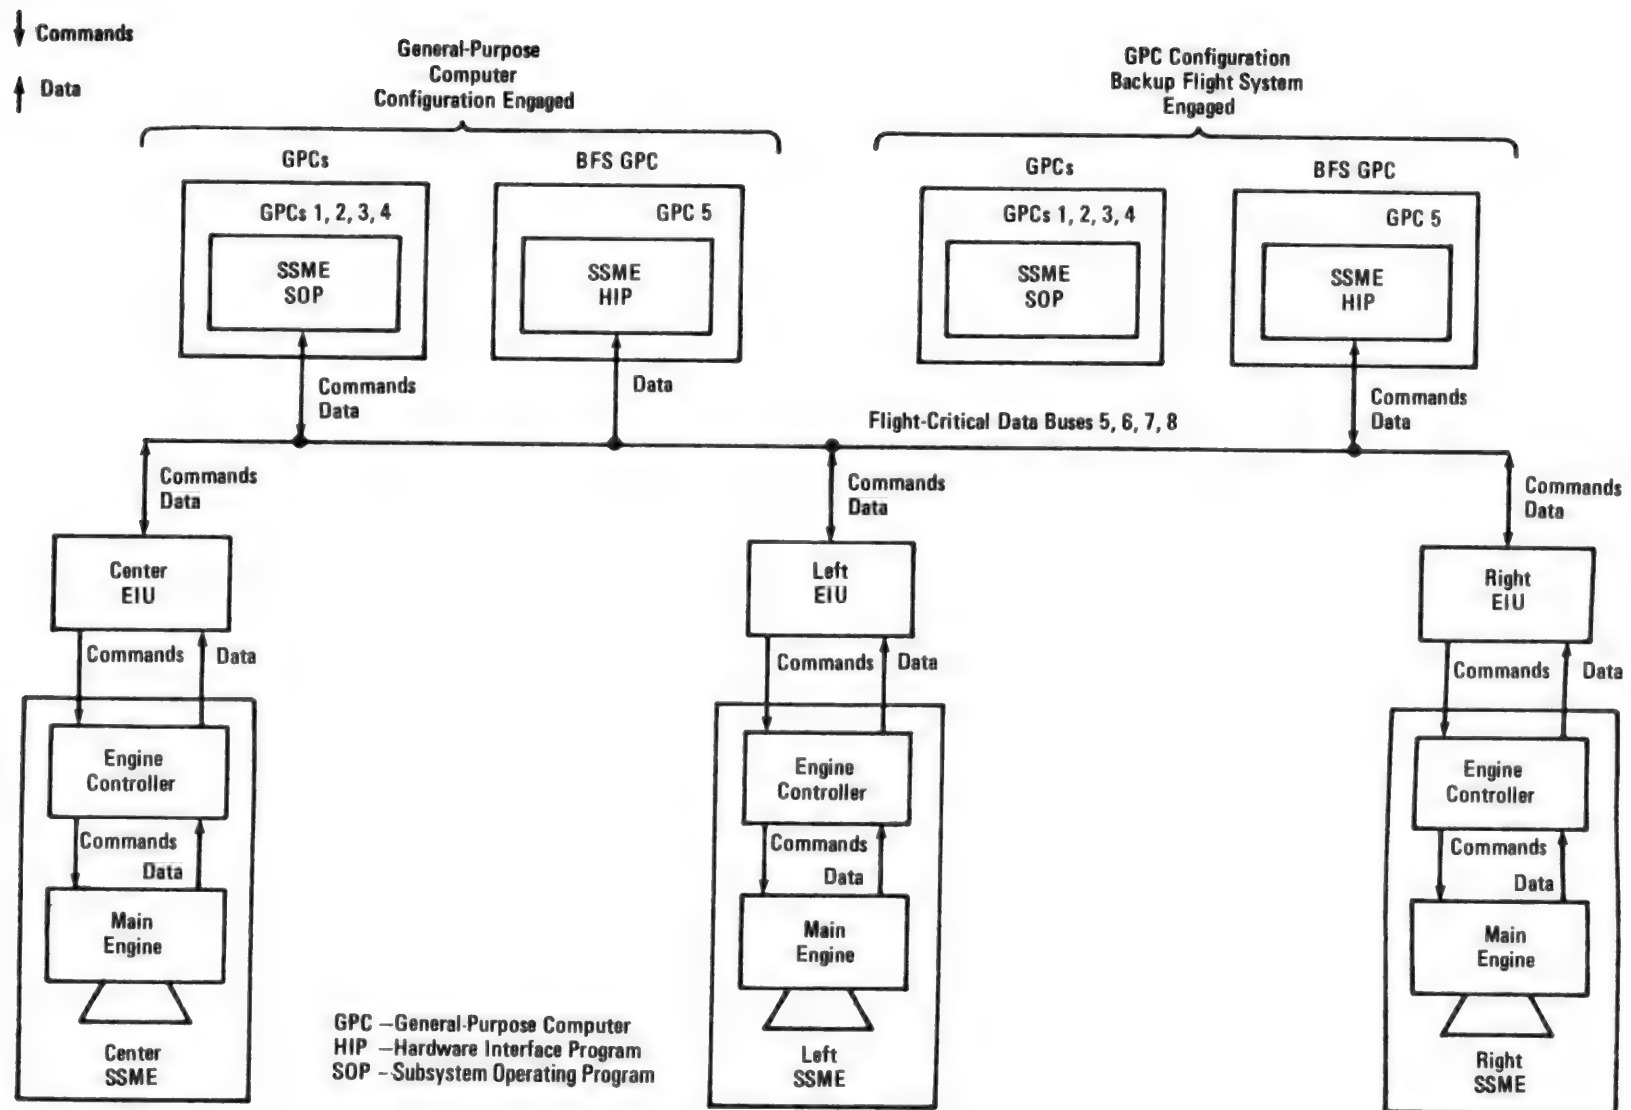 Commands
Data
General-Purpose
Computer
Configuration Engaged
GPC Configuration
Backup Flight System
Engaged
GPCs
BFS GPC
GPCs
BFS GPC
GPCs 1, 2, 3, 4
GPC 5
GPCs 1, 2, 3, 4
GPC 5
SSME
SOP
SSME
HIP
SSME
SOP
SSME
HIP
Commands
Data
Data
Commands
Data
Flight-Critical Data Buses 5, 6, 7, 8
Commands
Data
Commands
Data
Commands
Data
Center
EIU
Left
EIU
Right
EIU
Commands
Data
Commands
Data
Commands
Data
Engine
Controller
Engine
Controller
Engine
Controller
Commands
Data
Commands
Data
Commands
Data
Main
Engine
Main
Engine
Main
Engine
Center
SSME
Left
SSME
Right
SSME
GPC –General-Purpose Computer
HIP –Hardware Interface Program
SOP –Subsystem Operating Program